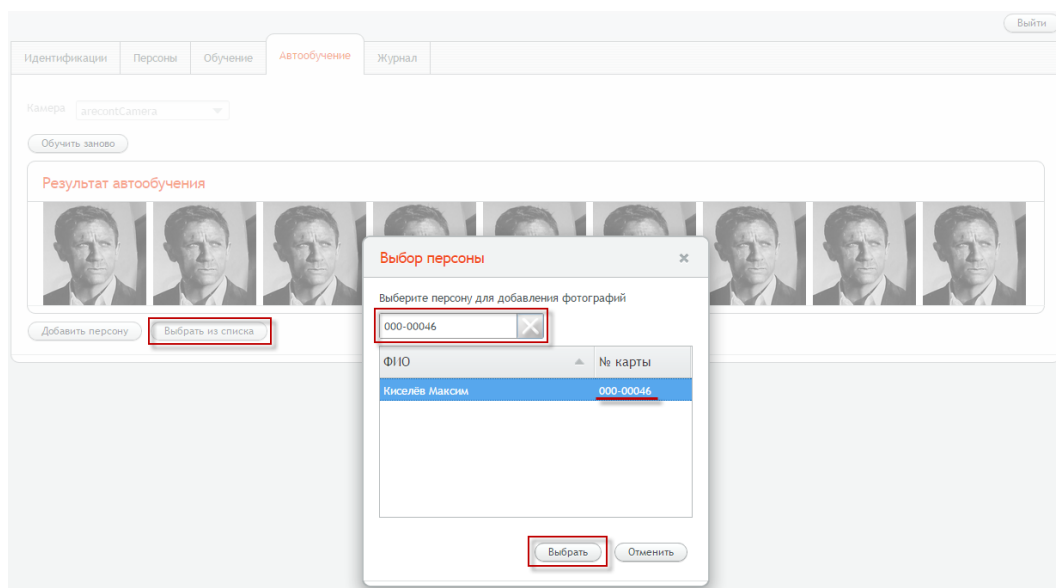 Выйти
Идентификации Персоны Обучение Автообучение Журнал
Камера arecontCamera
Обучить заново
Результат автообучения
Добавить персону Выбрать из списка
Выбор персоны
Выберите персону для добавления фотографий
000-00046
ФИО № карты
Киселёв Максим 000-00046
Выбрать Отменить